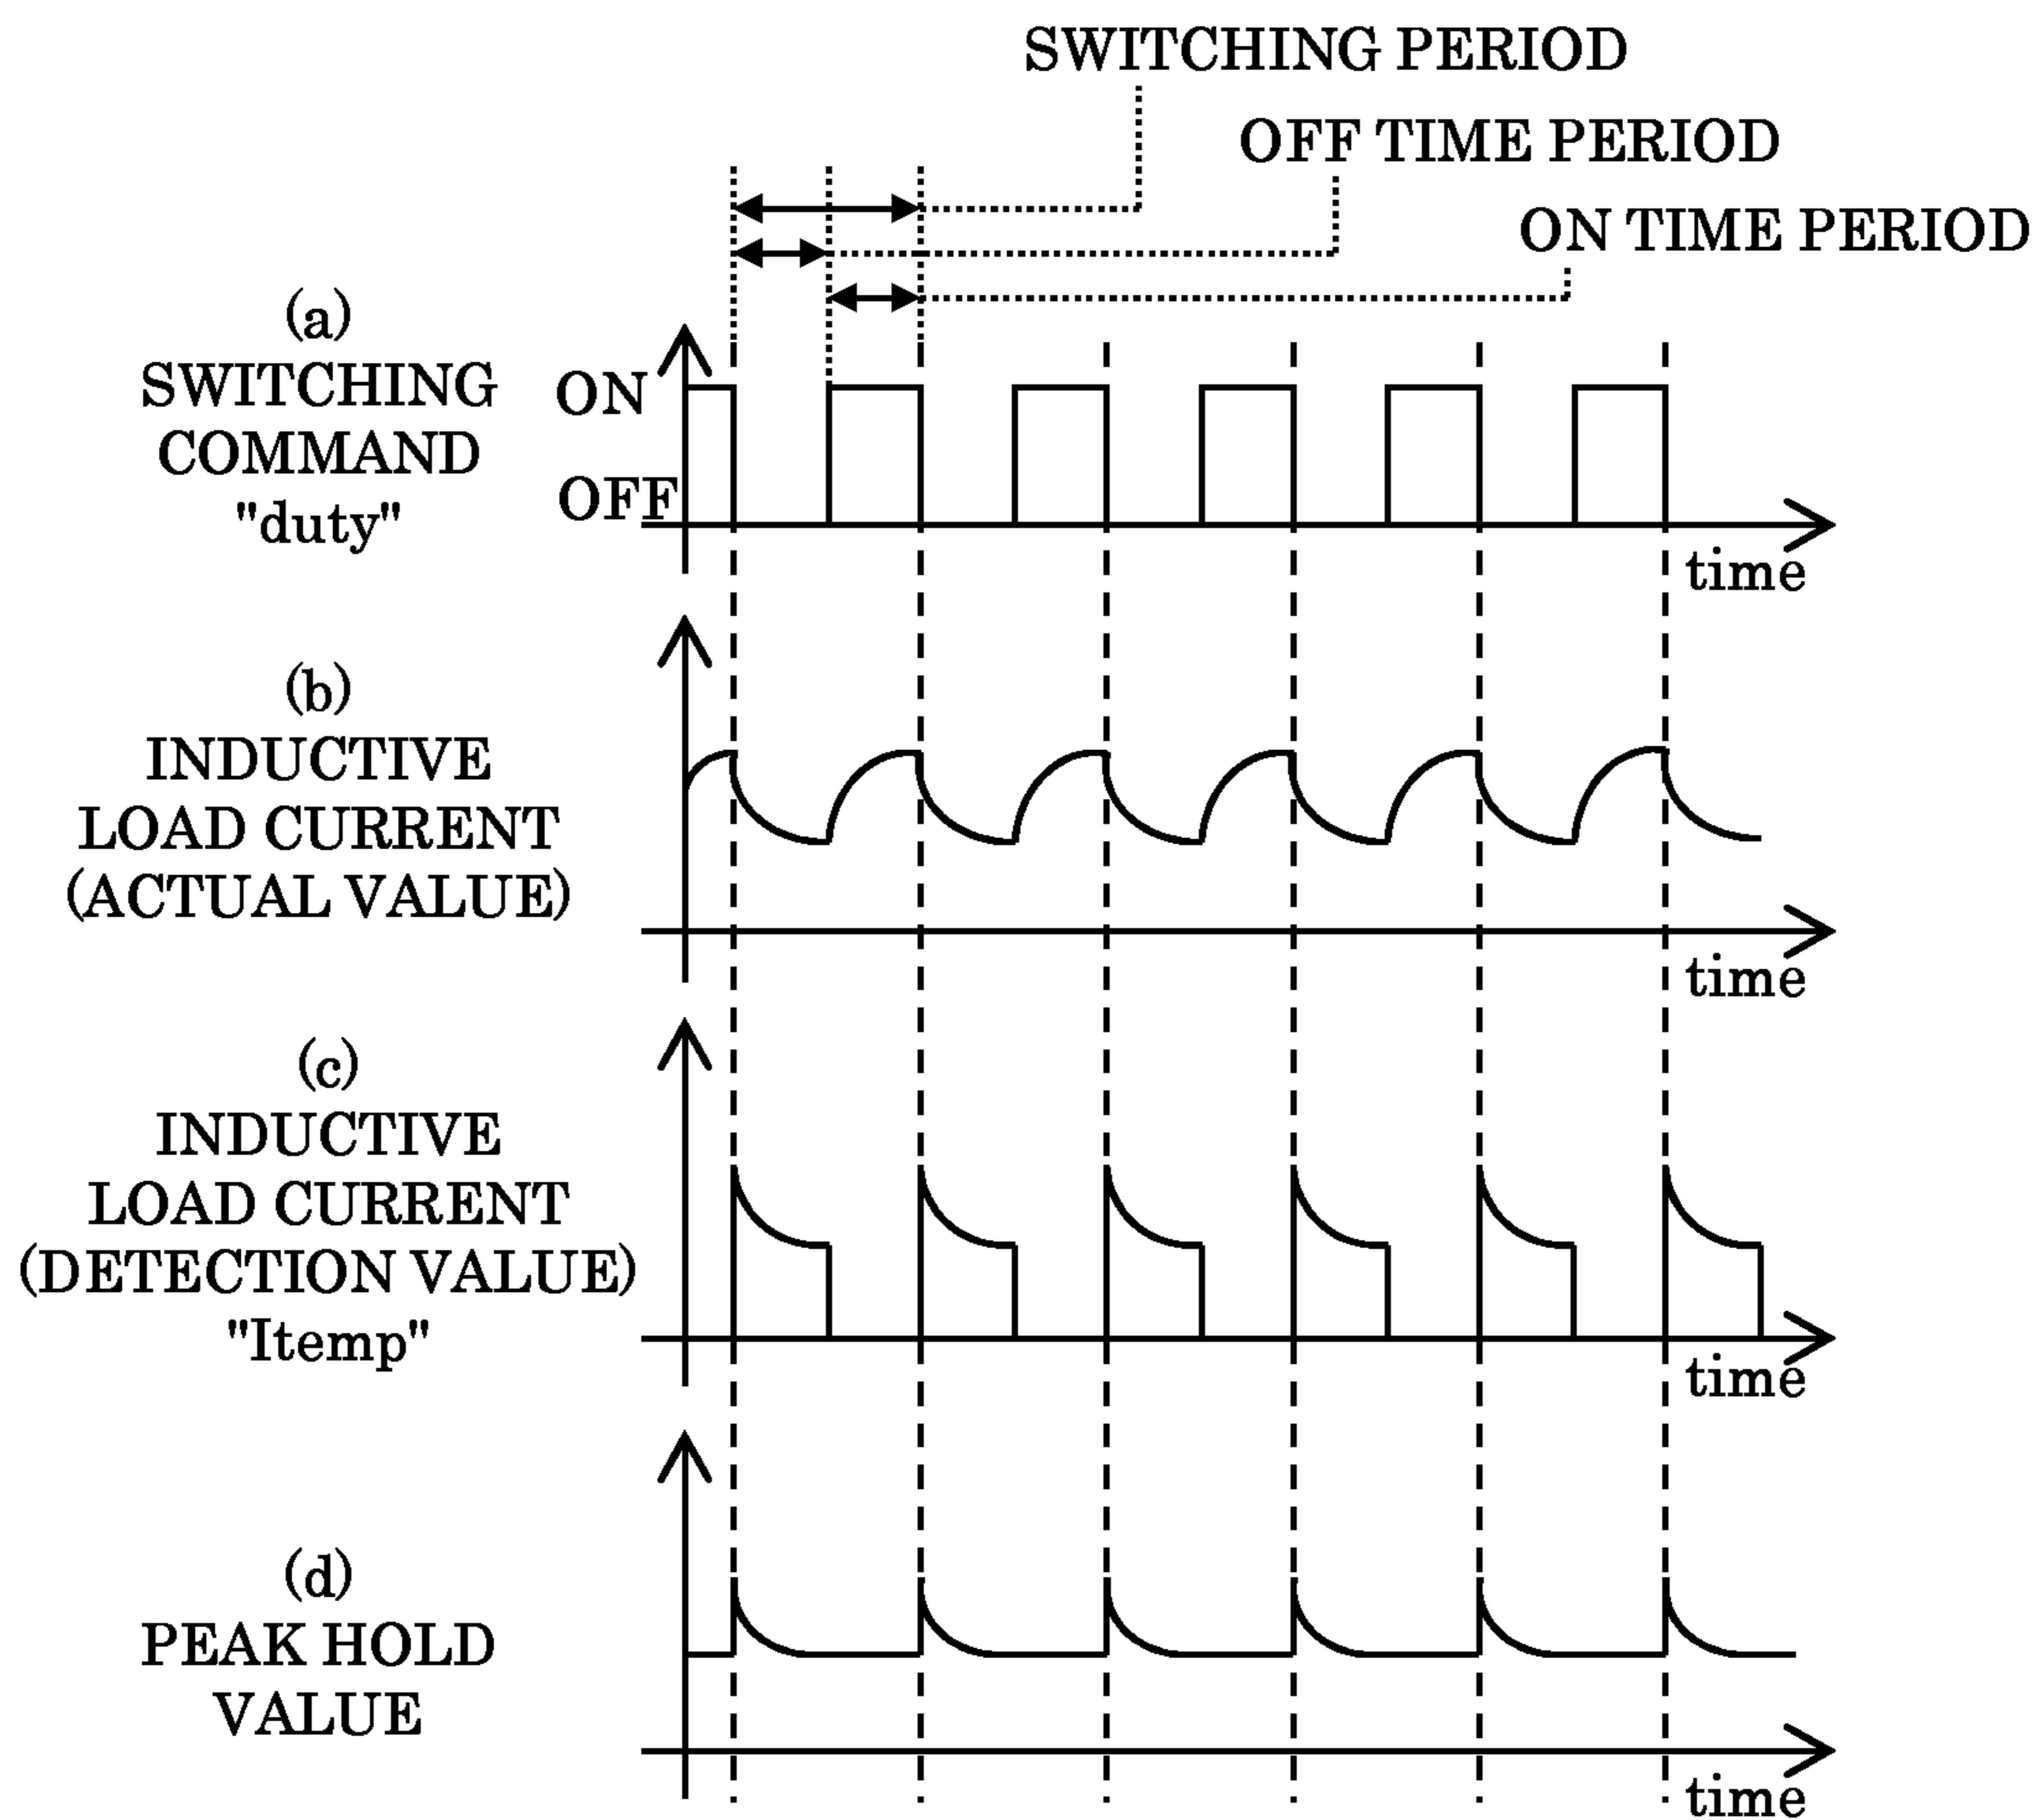 SWITCHING PERIOD
OFF TIME PERIOD
ON TIME PERIOD
(a)
SWITCHING
COMMAND
"duty"
ON
OFF
time
(b)
INDUCTIVE
LOAD CURRENT
(ACTUAL VALUE)
time
(c)
INDUCTIVE
LOAD CURRENT
(DETECTION VALUE)
"Itemp"
time
(d)
PEAK HOLD
VALUE
time